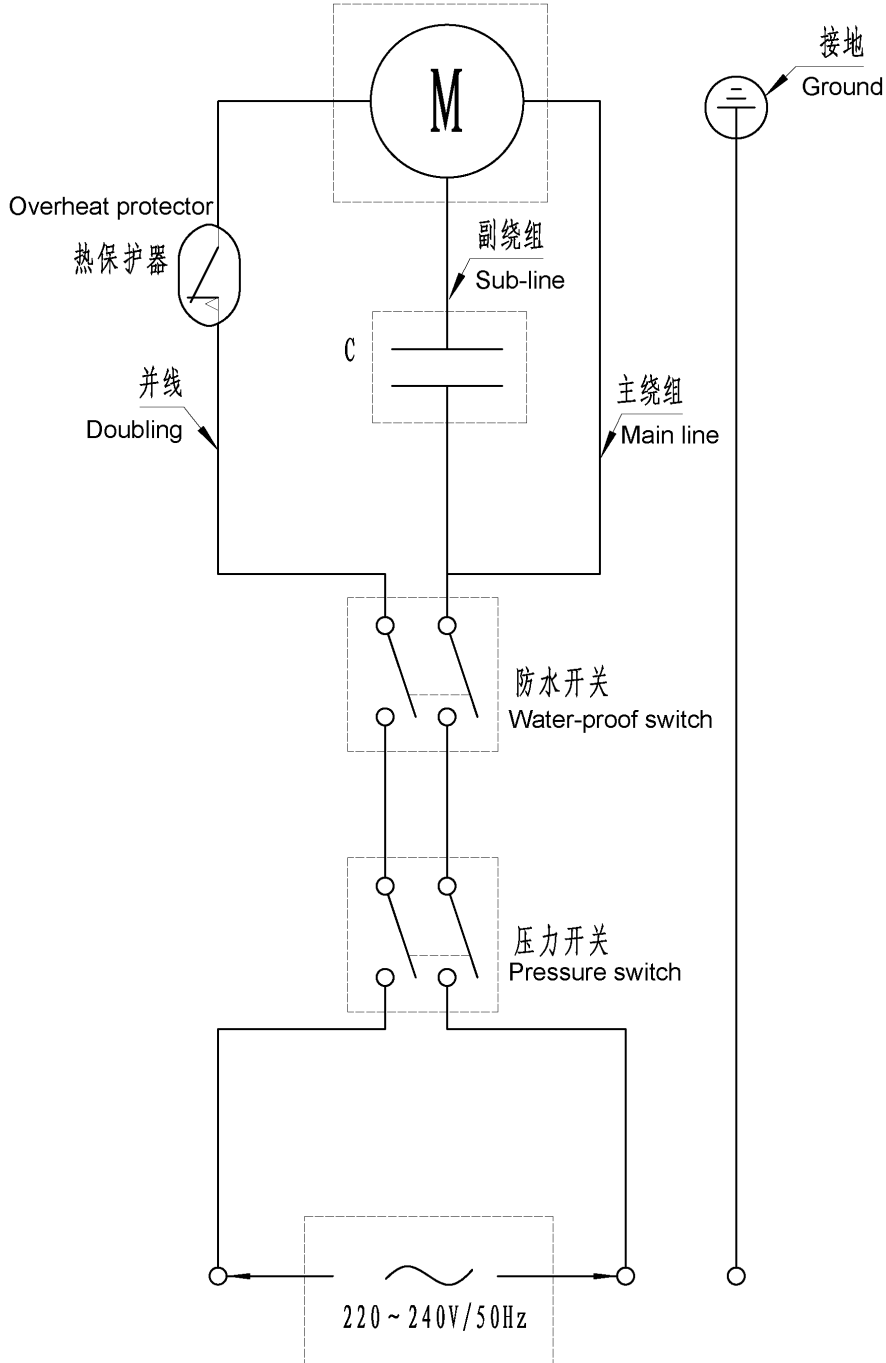 M
接地
Ground
Overheat protector
热保护器
副绕组
Sub-line
C
并线
Doubling
主绕组
Main line
防水开关
Water-proof switch
压力开关
Pressure switch
220~240V/50Hz